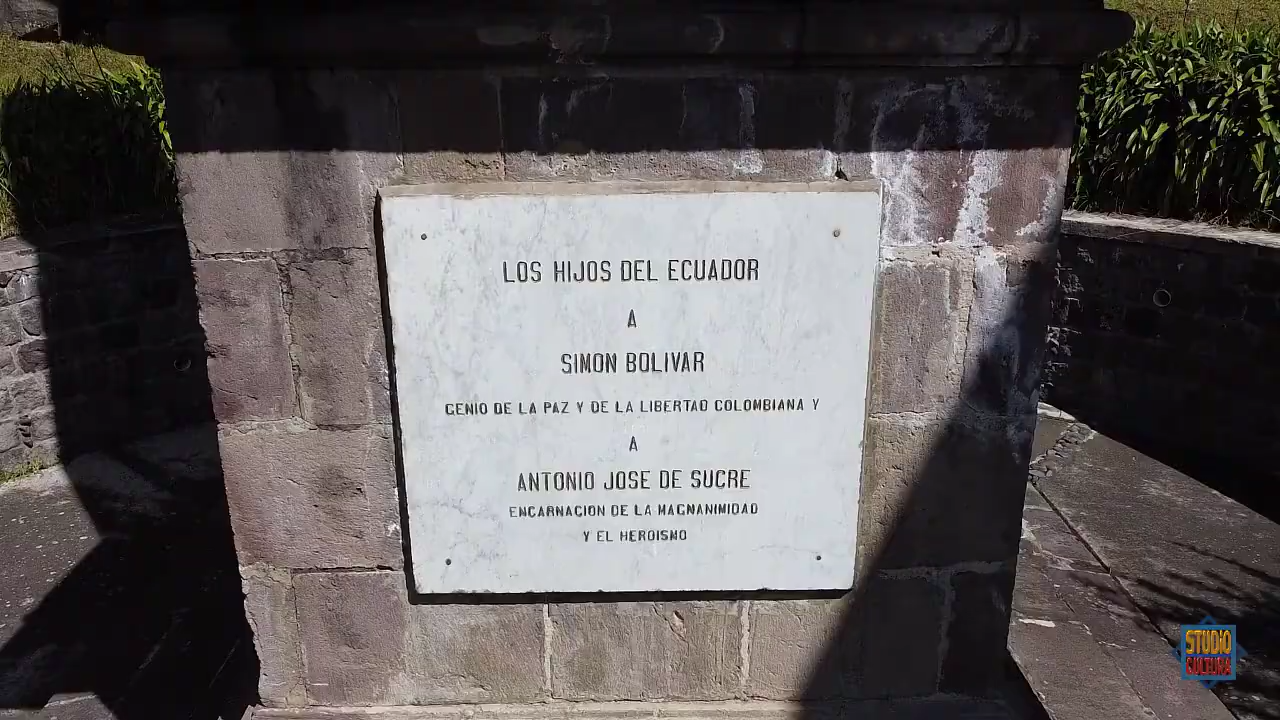 LOS HIJOS DEL ECUADOR
A
SIMON BOLIVAR
GENIO DE LA PAZ Y DE LA LIBERTAD COLOMBIANA Y
A
ANTONIO JOSE DE SUCRE
ENCARNACION DE LA MAGNANIMIDAD
Y EL HEROISMO
STUDiO
CULTURA